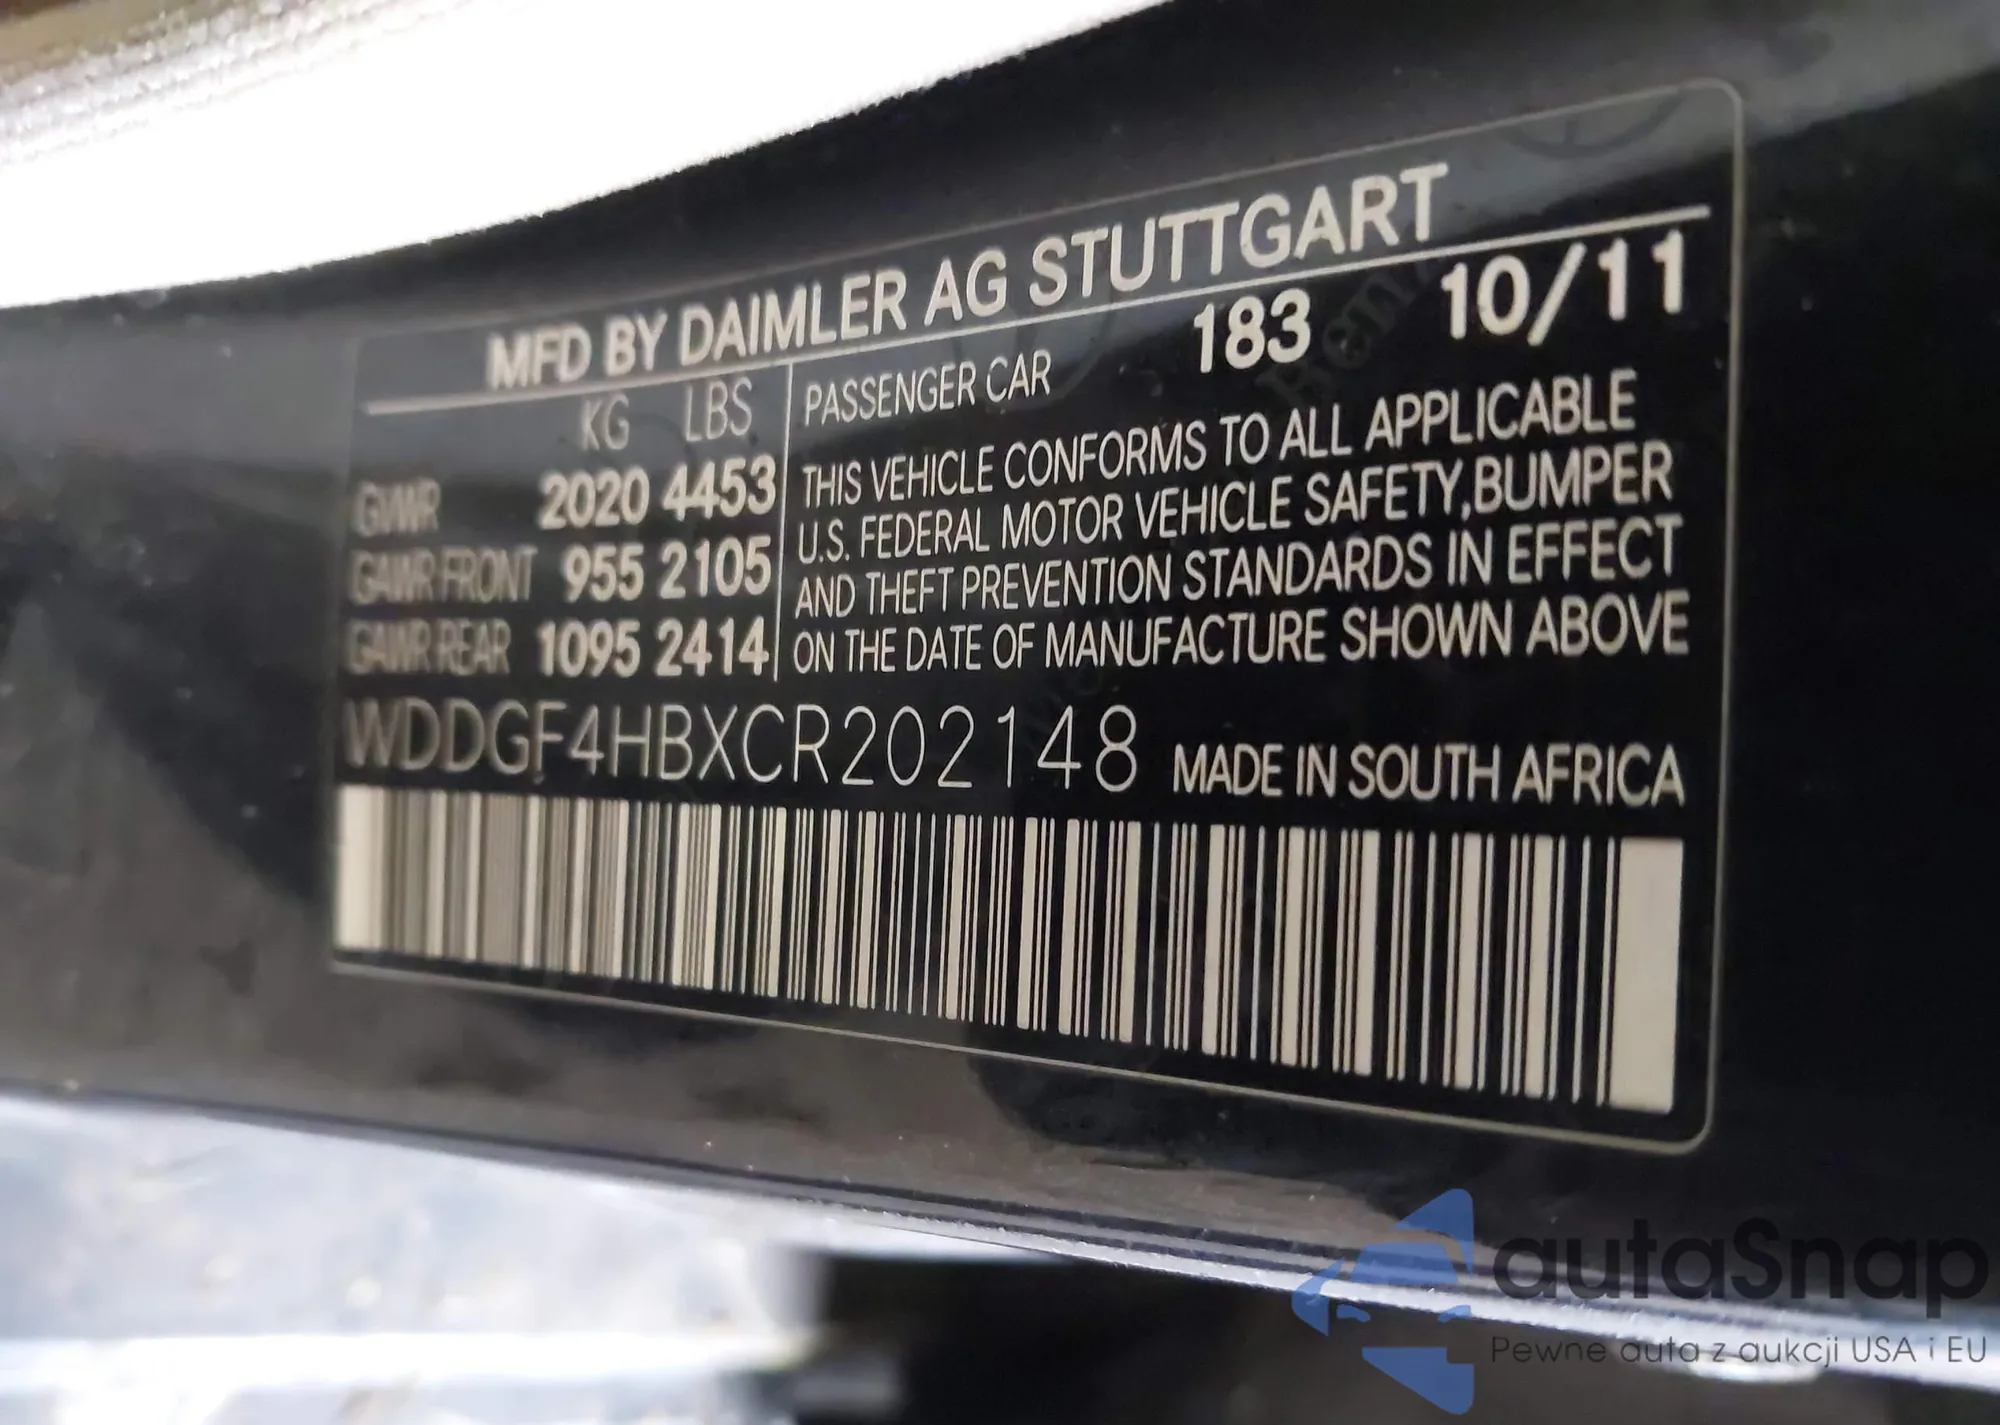 MFD BY DAIMLER AG STUTTGART
KG LBS
GVWR 2020 4453
GAWR FRONT 955 2105
GAWR REAR 1095 2414
PASSENGER CAR 183 10/11
THIS VEHICLE CONFORMS TO ALL APPLICABLE
U.S. FEDERAL MOTOR VEHICLE SAFETY,BUMPER
AND THEFT PREVENTION STANDARDS IN EFFECT
ON THE DATE OF MANUFACTURE SHOWN ABOVE
WDDGF4HBXCR202148 MADE IN SOUTH AFRICA
autaSnap
Pewne auta z aukcji USA i EU